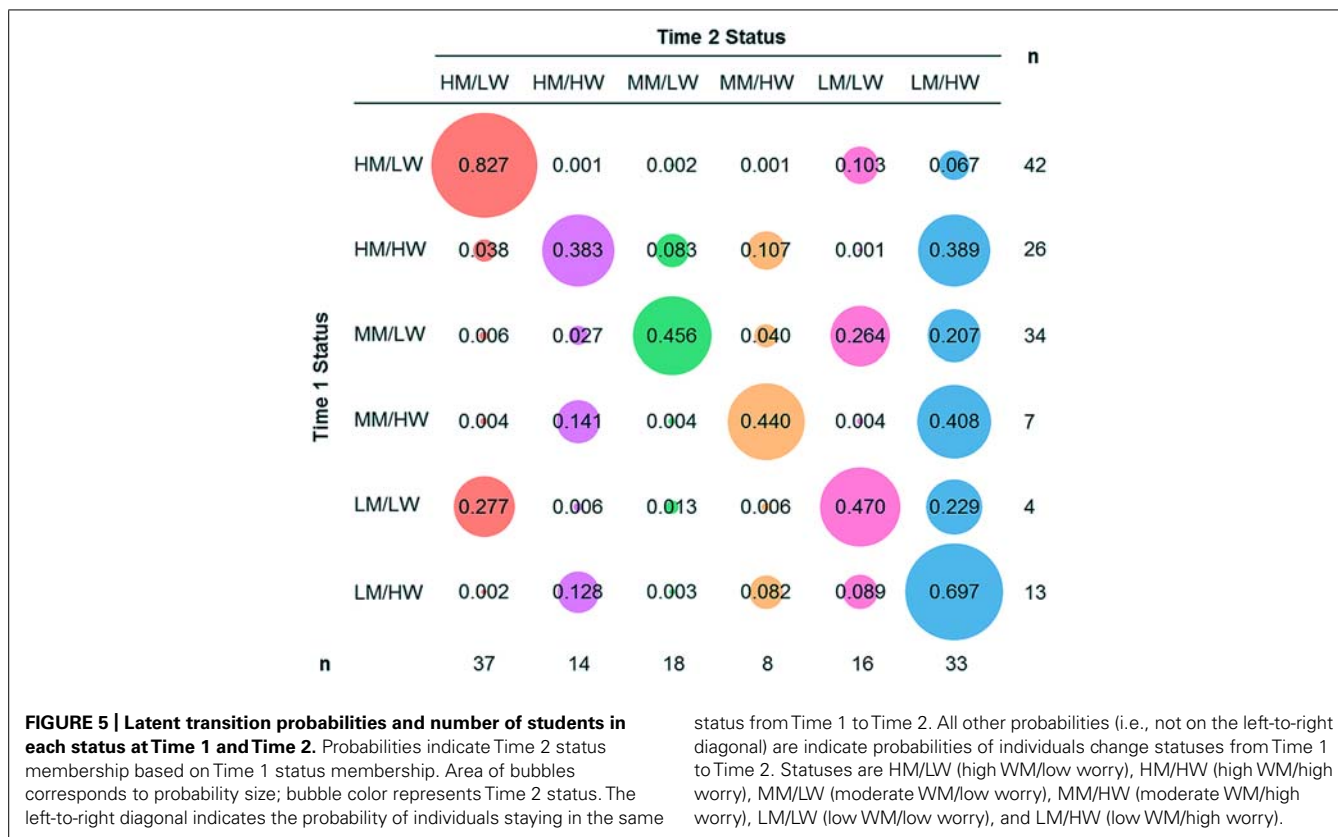 Time 2 Status
n
HM/LW HM/HW MM/LW MM/HW LM/LW LM/HW
Time 1 Status
HM/LW 0.827 0.001 0.002 0.001 0.103 0.067 42
HM/HW 0.038 0.383 0.083 0.107 0.001 0.389 26
MM/LW 0.006 0.027 0.456 0.040 0.264 0.207 34
MM/HW 0.004 0.141 0.004 0.440 0.004 0.408 7
LM/LW 0.277 0.006 0.013 0.006 0.470 0.229 4
LM/HW 0.002 0.128 0.003 0.082 0.089 0.697 13
n 37 14 18 8 16 33
FIGURE 5 | Latent transition probabilities and number of students in
each status at Time 1 and Time 2. Probabilities indicate Time 2 status
membership based on Time 1 status membership. Area of bubbles
corresponds to probability size; bubble color represents Time 2 status. The
left-to-right diagonal indicates the probability of individuals staying in the same
status from Time 1 to Time 2. All other probabilities (i.e., not on the left-to-right
diagonal) are indicate probabilities of individuals change statuses from Time 1
to Time 2. Statuses are HM/LW (high WM/low worry), HM/HW (high WM/high
worry), MM/LW (moderate WM/low worry), MM/HW (moderate WM/high
worry), LM/LW (low WM/low worry), and LM/HW (low WM/high worry).